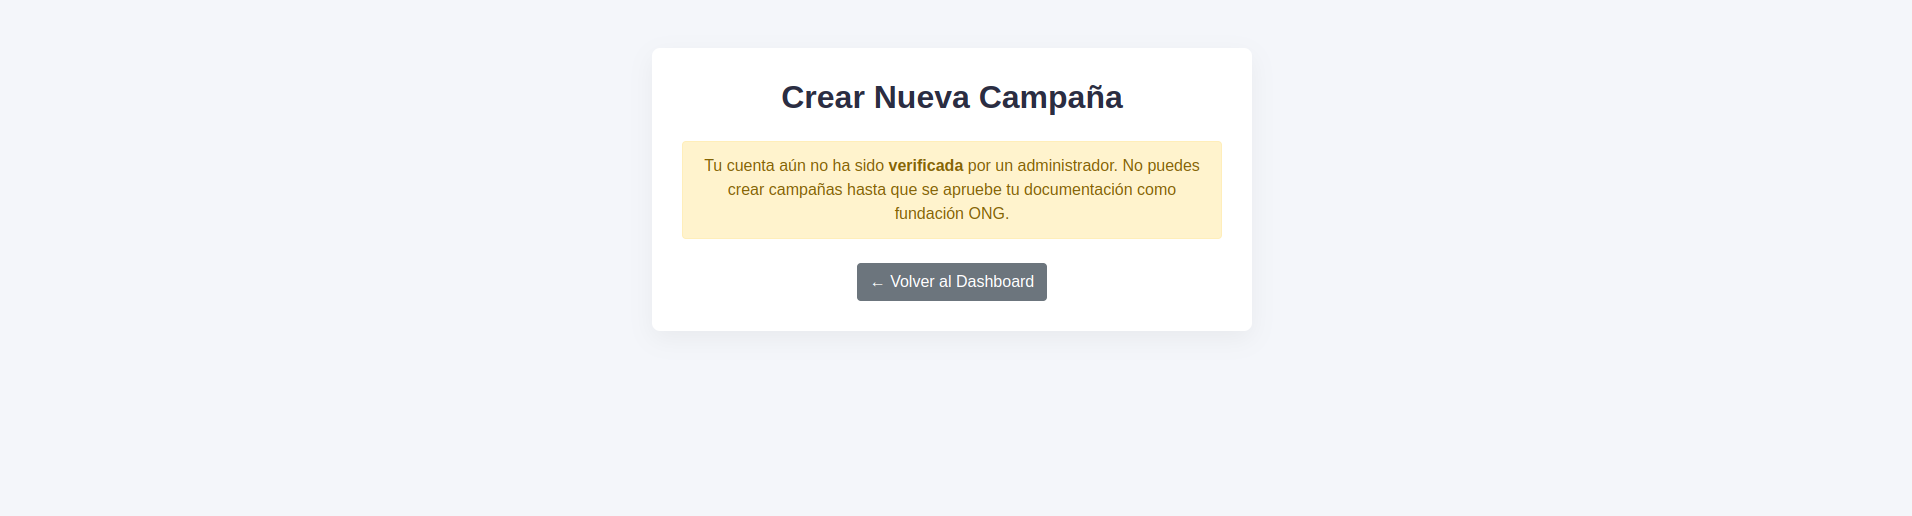 Crear Nueva Campaña
Tu cuenta aún no ha sido verificada por un administrador. No puedes
crear campañas hasta que se apruebe tu documentación como
fundación ONG.
← Volver al Dashboard